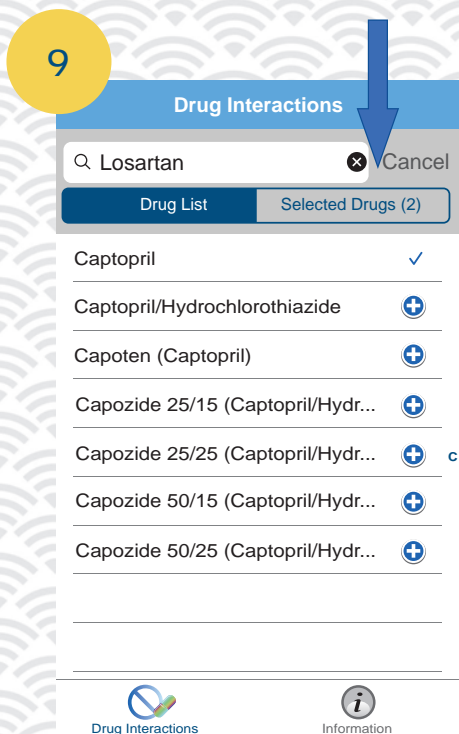 9
Drug Interactions
Losartan
Cancel
Drug List
Selected Drugs (2)
Captopril
Captopril/Hydrochlorothiazide
Capoten (Captopril)
Capozide 25/15 (Captopril/Hydr...
Capozide 25/25 (Captopril/Hydr...
C
Capozide 50/15 (Captopril/Hydr...
Capozide 50/25 (Captopril/Hydr...
Drug Interactions
Information